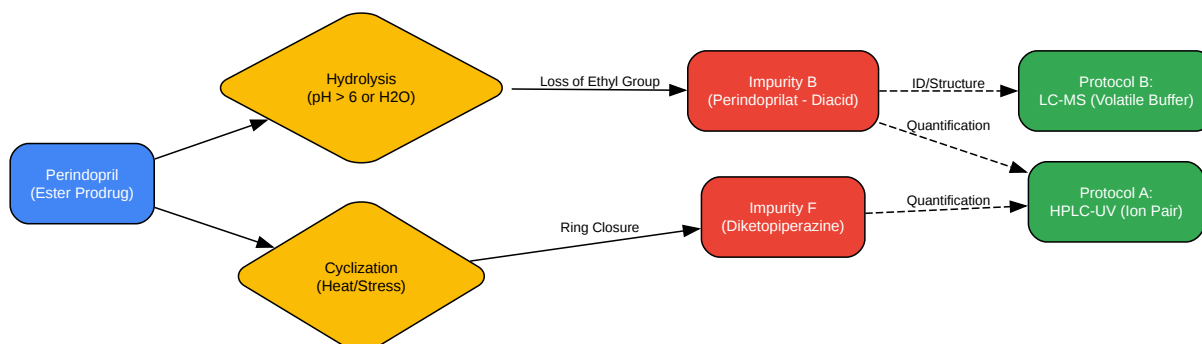 Perindopril
(Ester Prodrug)
Hydrolysis
(pH > 6 or H2O)
Cyclization
(Heat/Stress)
Loss of Ethyl Group
Ring Closure
Impurity B
(Perindoprilat - Diacid)
Impurity F
(Diketopiperazine)
ID/Structure
Quantification
Quantification
Protocol B:
LC-MS (Volatile Buffer)
Protocol A:
HPLC-UV (Ion Pair)